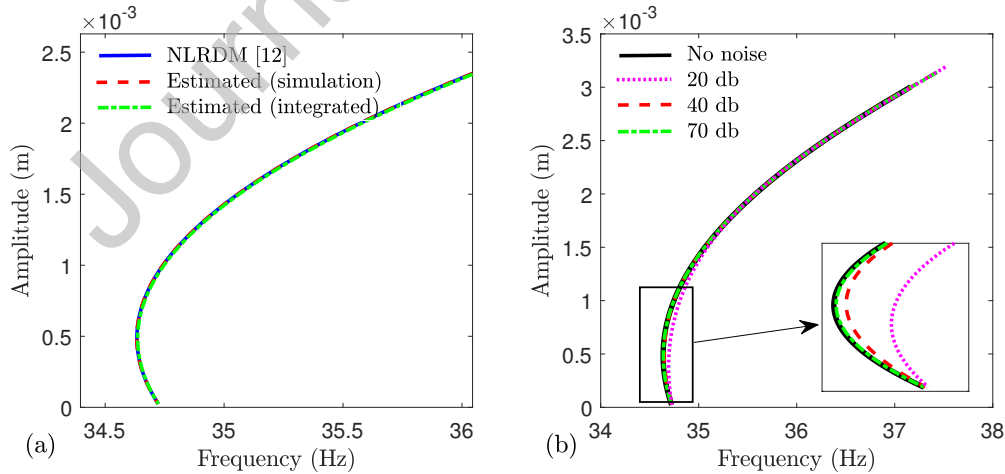 ×10⁻³
2.5
2
1.5
1
0.5
0
34.5
35
35.5
36
Amplitude (m)
Frequency (Hz)
NLRDM [12]
Estimated (simulation)
Estimated (integrated)
(a)
Journ
×10⁻³
3.5
3
2.5
2
1.5
1
0.5
0
34
35
36
37
38
Amplitude (m)
Frequency (Hz)
No noise
20 db
40 db
70 db
(b)